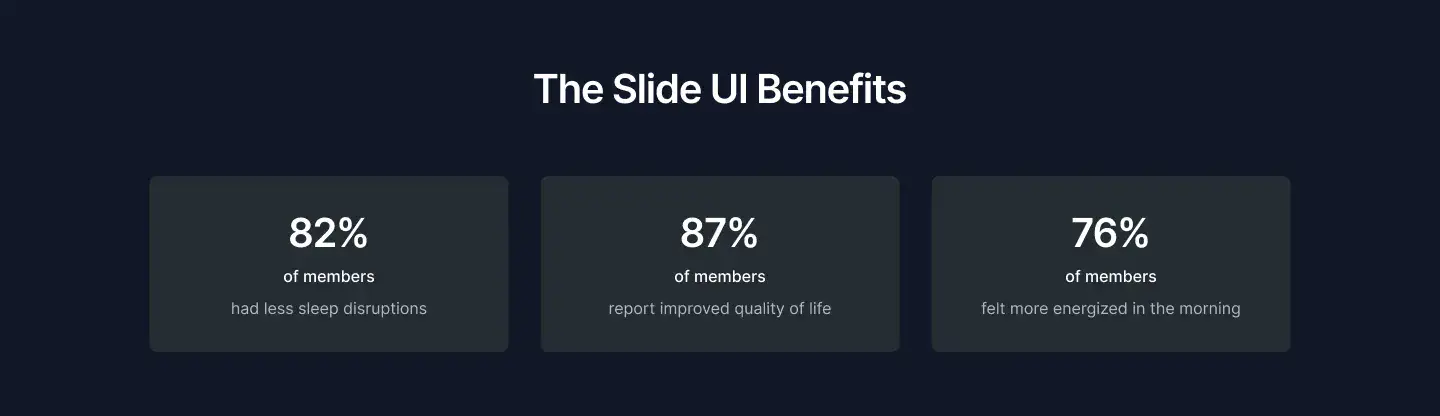 The Slide UI Benefits
82%
of members
had less sleep disruptions
87%
of members
report improved quality of life
76%
of members
felt more energized in the morning